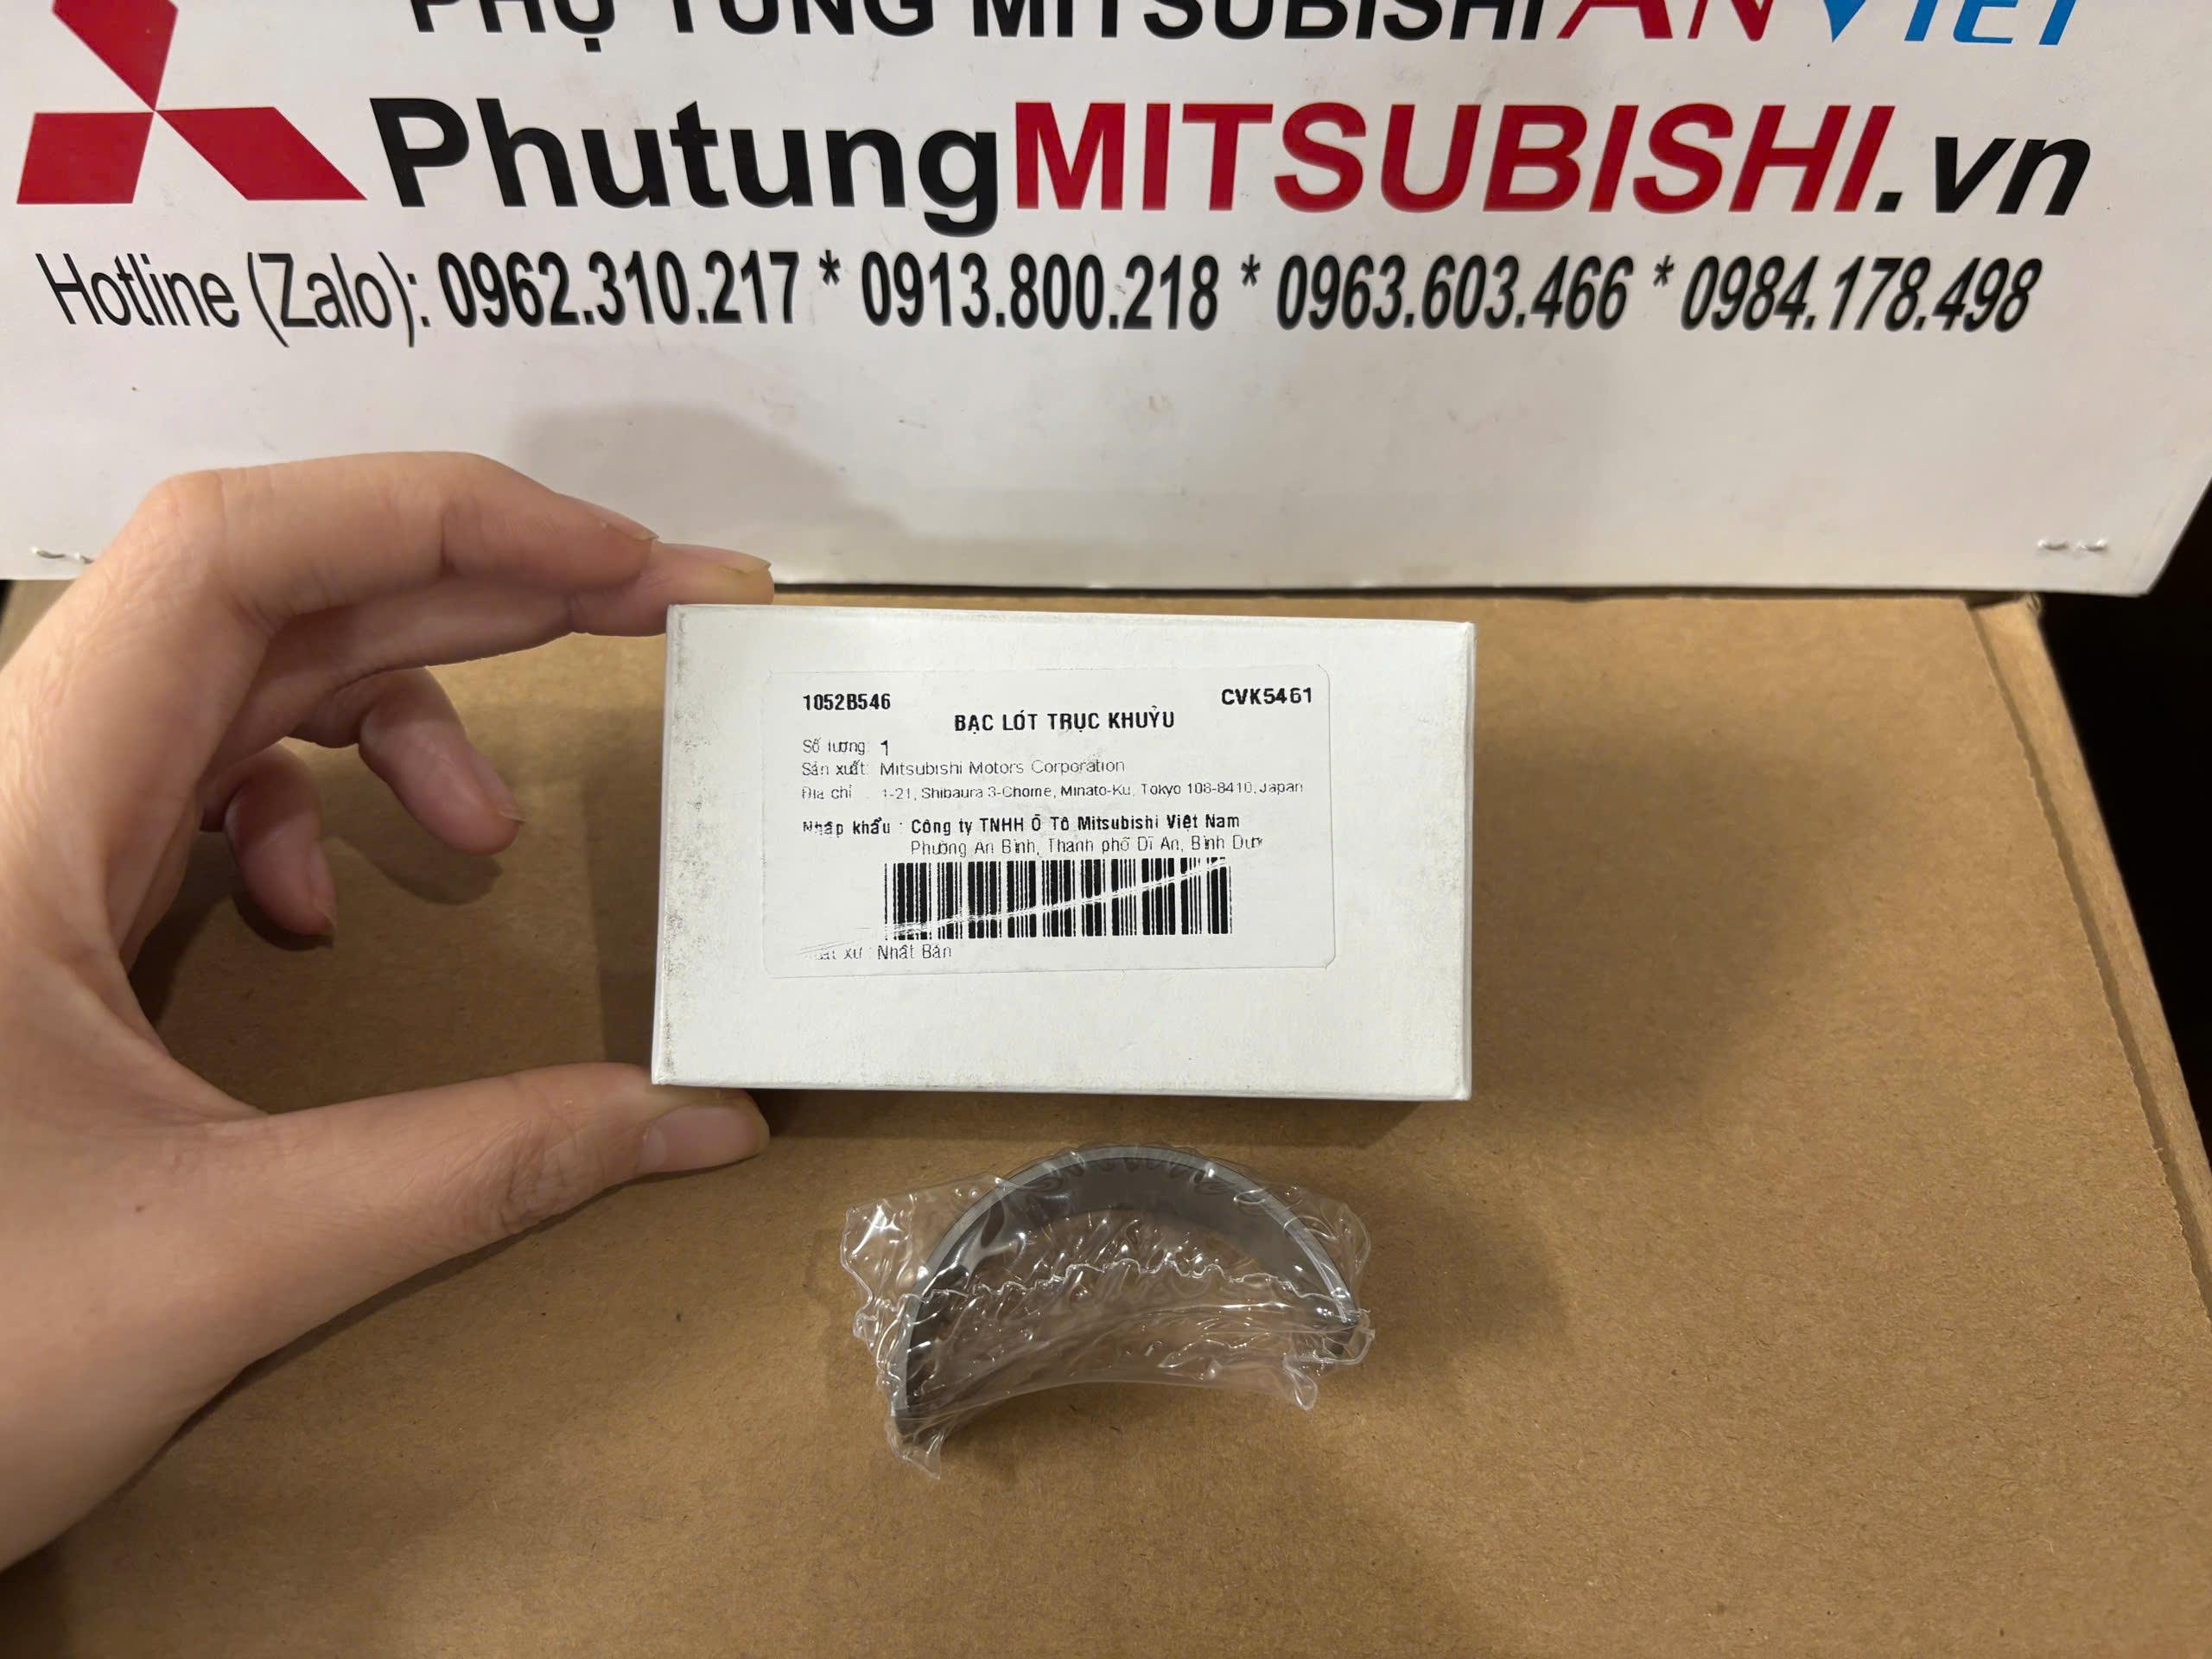 PHỤ TÙNG MITSUBISHI AN VIỆT
PhutungMITSUBISHI.vn
Hotline (Zalo): 0962.310.217 * 0913.800.218 * 0963.603.466 * 0984.178.498
1052B546 CVK5461
BẠC LÓT TRỤC KHUỶU
Số lượng: 1
Sản xuất: Mitsubishi Motors Corporation
Địa chỉ : 1-21, Shibaura 3-Chome, Minato-Ku, Tokyo 108-8410, Japan
Nhập khẩu : Công ty TNHH Ô Tô Mitsubishi Việt Nam
Phường An Bình, Thành phố Dĩ An, Bình
xứ : Nhật Bản